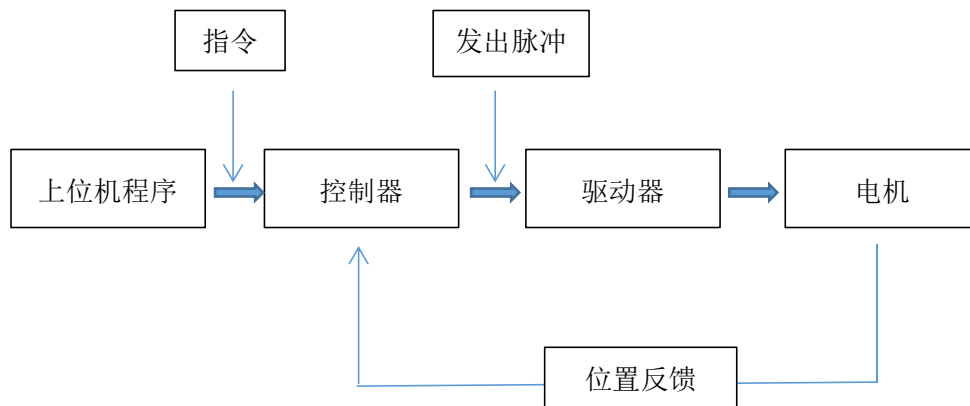 指令
发出脉冲
上位机程序
控制器
驱动器
电机
位置反馈